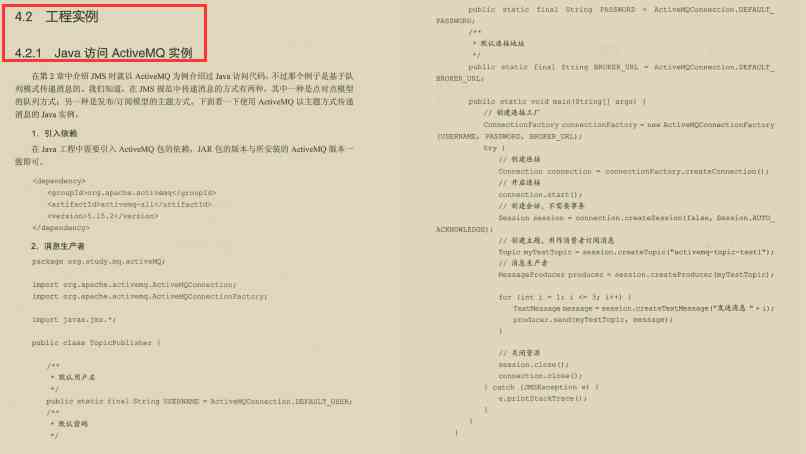 4.2 工程实例
4.2.1 Java 访问 ActiveMQ 实例
在第 2 章中介绍 JMS 时就以 ActiveMQ 为例介绍过 Java 访问代码，不过那个例子是基于队
列模式传递消息的。我们知道，在 JMS 规范中传递消息的方式有两种，其中一种是点对点模型
的队列方式；另一种是发布/订阅模型的主题方式。下面看一下使用 ActiveMQ 以主题方式传递
消息的 Java 实例。
1．引入依赖
在 Java 工程中需要引入 ActiveMQ 包的依赖，JAR 包的版本与所安装的 ActiveMQ 版本一
致即可。
<dependency>
<groupId>org.apache.activemq</groupId>
<artifactId>activemq-all</artifactId>
<version>5.15.2</version>
</dependency>
2．消息生产者
package org.study.mq.activeMQ;
import org.apache.activemq.ActiveMQConnection;
import org.apache.activemq.ActiveMQConnectionFactory;
import javax.jms.*;
public class TopicPublisher {
/**
* 默认用户名
*/
public static final String USERNAME = ActiveMQConnection.DEFAULT_USER;
/**
* 默认密码
*/
public static final String PASSWORD = ActiveMQConnection.DEFAULT_
PASSWORD;
/**
* 默认连接地址
*/
public static final String BROKER_URL = ActiveMQConnection.DEFAULT_
BROKER_URL;
public static void main(String[] args) {
// 创建连接工厂
ConnectionFactory connectionFactory = new ActiveMQConnectionFactory
(USERNAME, PASSWORD, BROKER_URL);
try {
// 创建连接
Connection connection = connectionFactory.createConnection();
// 开启连接
connection.start();
// 创建会话，不需要事务
Session session = connection.createSession(false, Session.AUTO_
ACKNOWLEDGE);
// 创建主题，用作消费者订阅消息
Topic myTestTopic = session.createTopic("activemq-topic-test1");
// 消息生产者
MessageProducer producer = session.createProducer(myTestTopic);
for (int i = 1; i <= 3; i++) {
TextMessage message = session.createTextMessage("发送消息 " + i);
producer.send(myTestTopic, message);
}
// 关闭资源
session.close();
connection.close();
} catch (JMSException e) {
e.printStackTrace();
}
}
}